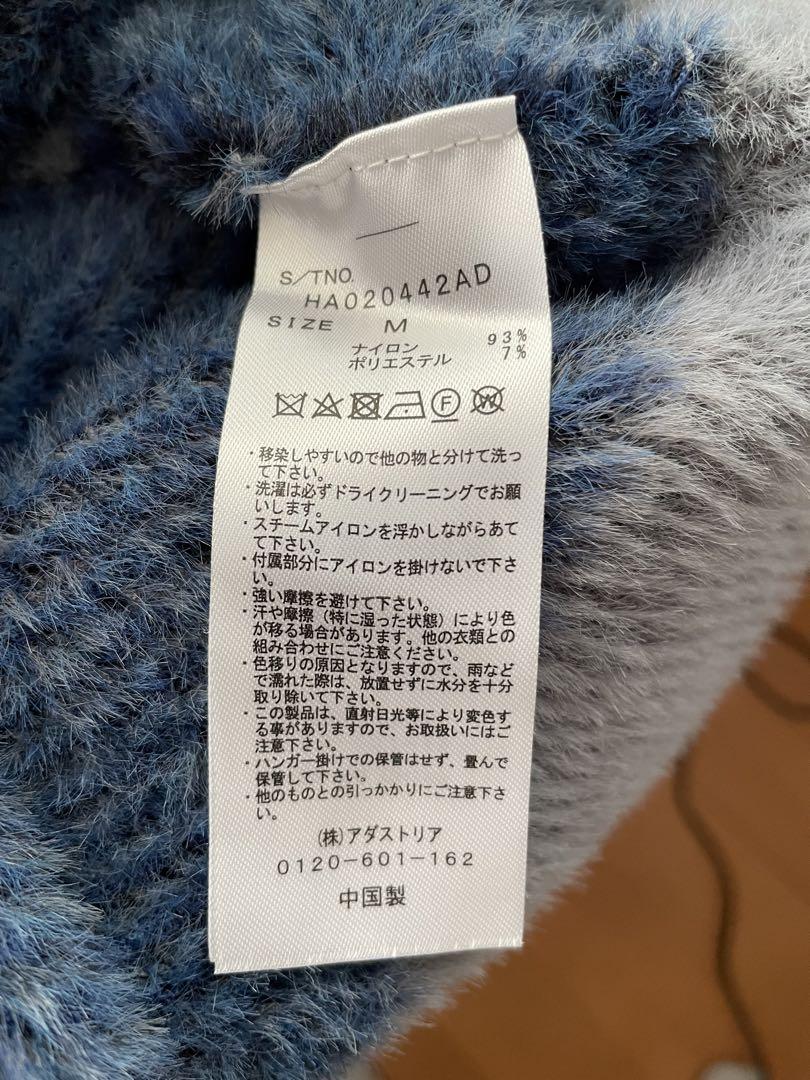 S/TNO.
HA020442AD
SIZE M
ナイロン 93%
ポリエステル 7%
F W
・移染しやすいので他の物と分けて洗っ
て下さい。
・洗濯は必ずドライクリーニングでお願
いします。
・スチームアイロンを浮かしながらあて
て下さい。
・付属部分にアイロンを掛けないで下さ
い。
・強い摩擦を避けて下さい。
・汗や摩擦（特に湿った状態）により色
が移る場合があります。他の衣類との
組み合わせにご注意ください。
・色移りの原因となりますので、雨など
で濡れた際は、放置せずに水分を十分
取り除いて下さい。
・この製品は、直射日光等により変色す
る事がありますので、お取扱いにはご
注意下さい。
・ハンガー掛けでの保管はせず、畳んで
保管して下さい。
・他のものとの引っかかりにご注意下さ
い。
(株)アダストリア
0120-601-162
中国製